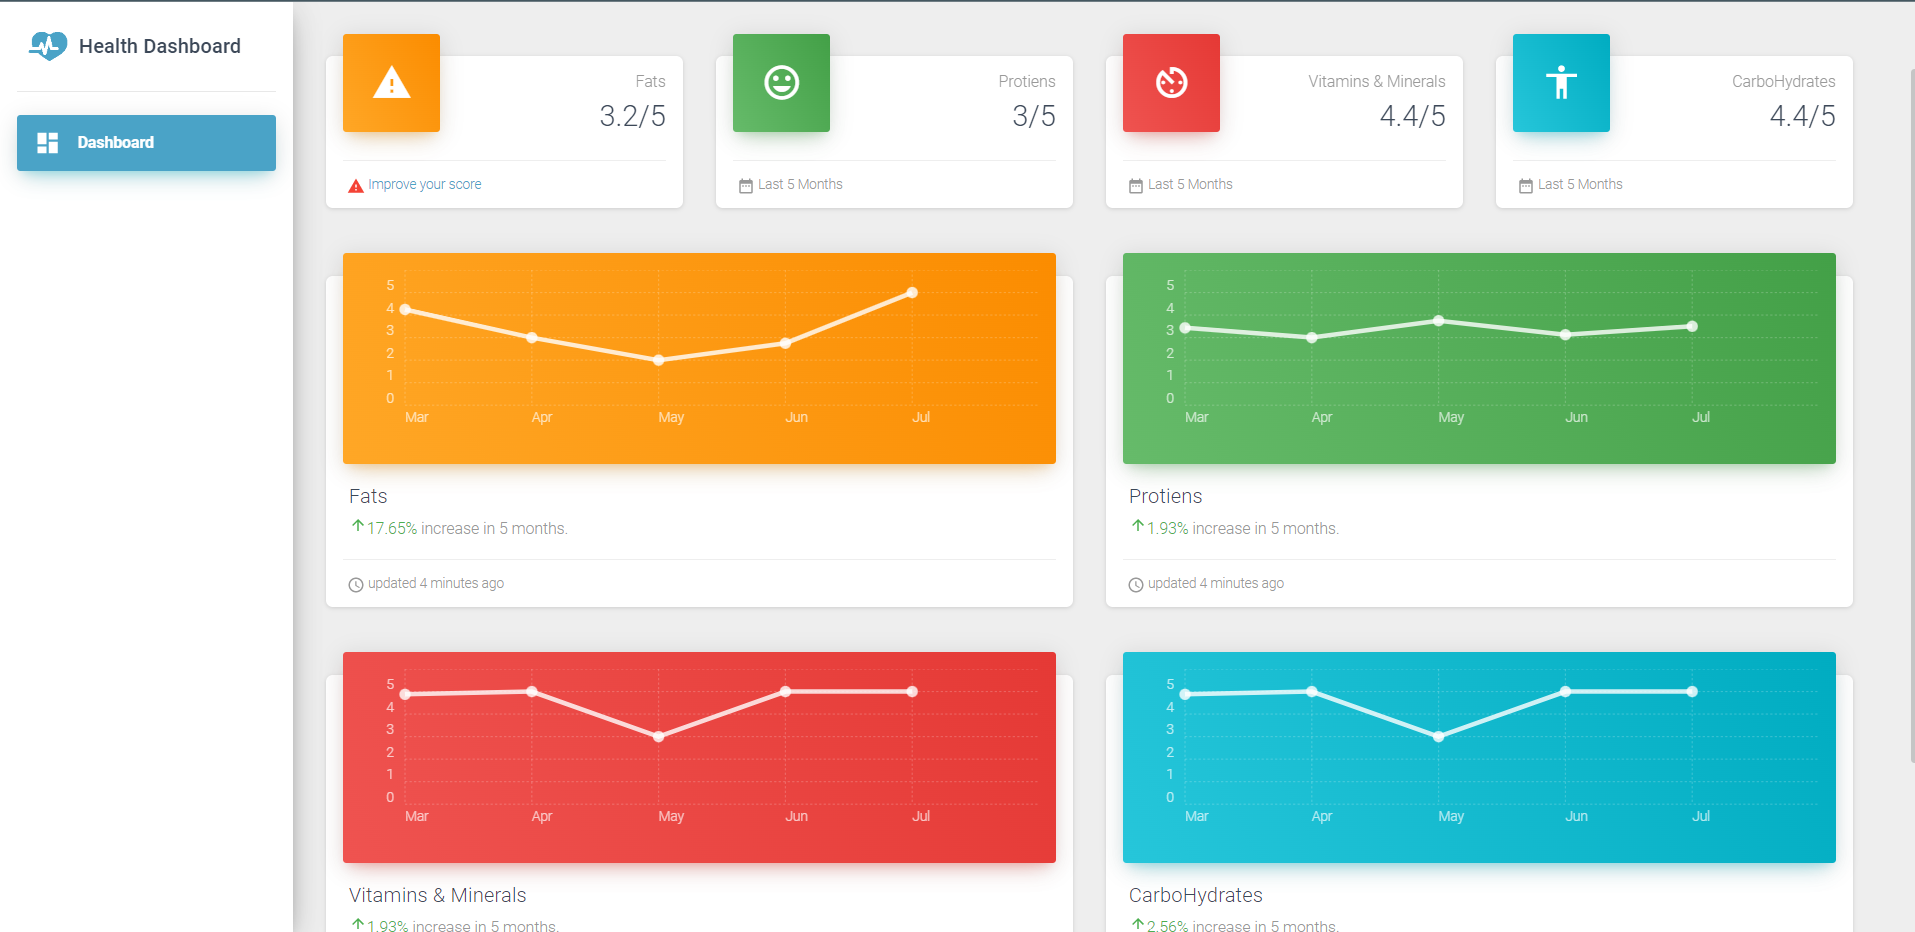 Health Dashboard
Dashboard
Fats
3.2/5
Improve your score
Protiens
3/5
Last 5 Months
Vitamins & Minerals
4.4/5
Last 5 Months
CarboHydrates
4.4/5
Last 5 Months
5
4
3
2
1
0
Mar Apr May Jun Jul
Fats
17.65% increase in 5 months.
updated 4 minutes ago
5
4
3
2
1
0
Mar Apr May Jun Jul
Protiens
1.93% increase in 5 months.
updated 4 minutes ago
5
4
3
2
1
0
Mar Apr May Jun Jul
Vitamins & Minerals
1.93% increase in 5 months.
5
4
3
2
1
0
Mar Apr May Jun Jul
CarboHydrates
2.56% increase in 5 months.